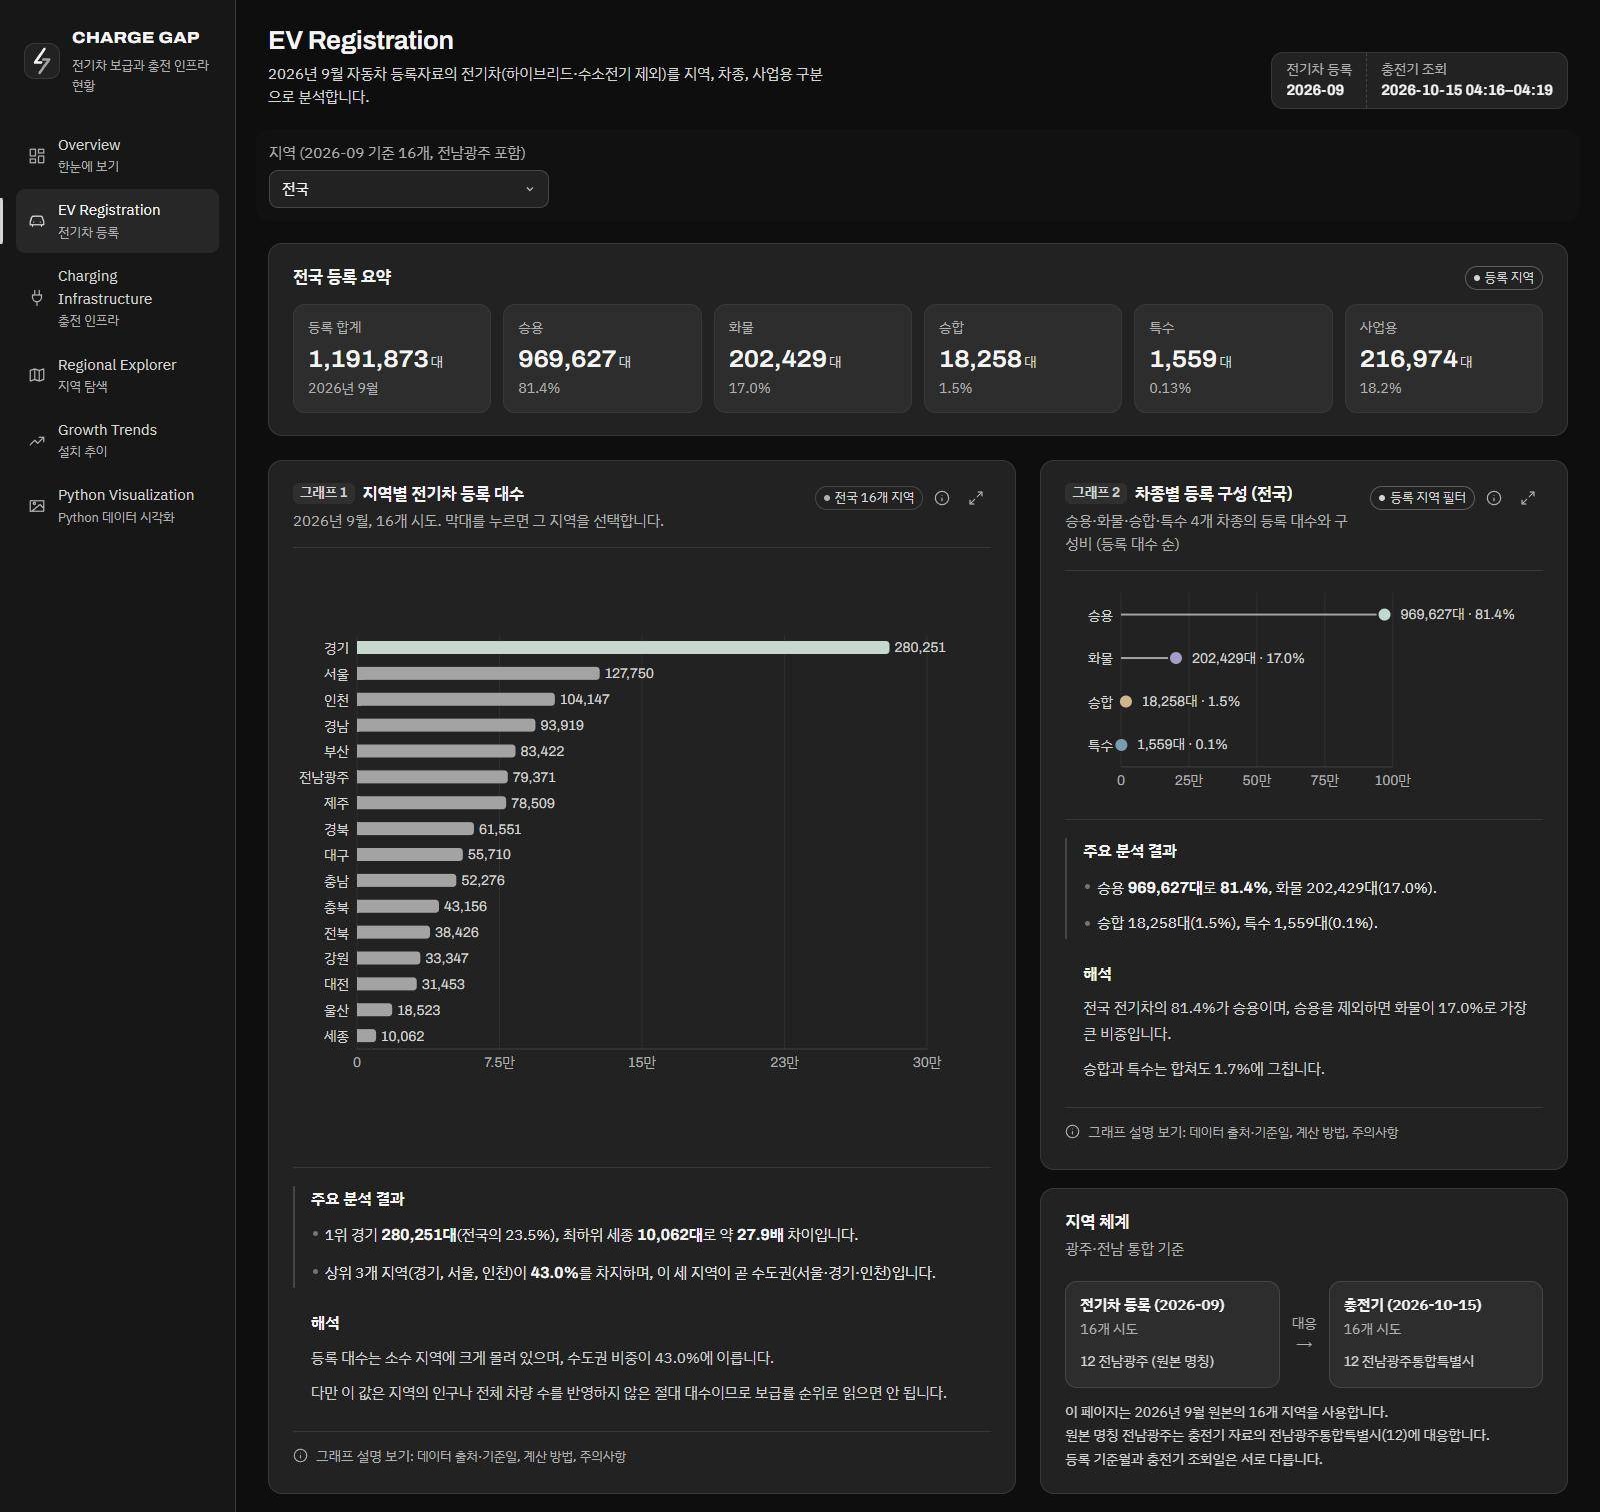 CHARGE GAP
전기차 보급과 충전 인프라
현황
Overview
한눈에 보기
EV Registration
전기차 등록
Charging
Infrastructure
충전 인프라
Regional Explorer
지역 탐색
Growth Trends
설치 추이
Python Visualization
Python 데이터 시각화
EV Registration
2026년 9월 자동차 등록자료의 전기차(하이브리드·수소전기 제외)를 지역, 차종, 사업용 구분
으로 분석합니다.
전기차 등록
2026-09
충전기 조회
2026-10-15 04:16–04:19
지역 (2026-09 기준 16개, 전남광주 포함)
전국
전국 등록 요약
등록 지역
등록 합계
1,191,873대
2026년 9월
승용
969,627대
81.4%
화물
202,429대
17.0%
승합
18,258대
1.5%
특수
1,559대
0.13%
사업용
216,974대
18.2%
그래프 1 지역별 전기차 등록 대수
전국 16개 지역
2026년 9월, 16개 시도. 막대를 누르면 그 지역을 선택합니다.
경기 280,251
서울 127,750
인천 104,147
경남 93,919
부산 83,422
전남광주 79,371
제주 78,509
경북 61,551
대구 55,710
충남 52,276
충북 43,156
전북 38,426
강원 33,347
대전 31,453
울산 18,523
세종 10,062
0 7.5만 15만 23만 30만
주요 분석 결과
1위 경기 280,251대(전국의 23.5%), 최하위 세종 10,062대로 약 27.9배 차이입니다.
상위 3개 지역(경기, 서울, 인천)이 43.0%를 차지하며, 이 세 지역이 곧 수도권(서울·경기·인천)입니다.
해석
등록 대수는 소수 지역에 크게 몰려 있으며, 수도권 비중이 43.0%에 이릅니다.
다만 이 값은 지역의 인구나 전체 차량 수를 반영하지 않은 절대 대수이므로 보급률 순위로 읽으면 안 됩니다.
그래프 설명 보기: 데이터 출처·기준일, 계산 방법, 주의사항
그래프 2 차종별 등록 구성 (전국)
등록 지역 필터
승용·화물·승합·특수 4개 차종의 등록 대수와 구
성비 (등록 대수 순)
승용 969,627대 · 81.4%
화물 202,429대 · 17.0%
승합 18,258대 · 1.5%
특수 1,559대 · 0.1%
0 25만 50만 75만 100만
주요 분석 결과
승용 969,627대로 81.4%, 화물 202,429대(17.0%).
승합 18,258대(1.5%), 특수 1,559대(0.1%).
해석
전국 전기차의 81.4%가 승용이며, 승용을 제외하면 화물이 17.0%로 가장
큰 비중입니다.
승합과 특수는 합쳐도 1.7%에 그칩니다.
그래프 설명 보기: 데이터 출처·기준일, 계산 방법, 주의사항
지역 체계
광주·전남 통합 기준
전기차 등록 (2026-09)
16개 시도
12 전남광주 (원본 명칭)
대응
→
충전기 (2026-10-15)
16개 시도
12 전남광주통합특별시
이 페이지는 2026년 9월 원본의 16개 지역을 사용합니다.
원본 명칭 전남광주는 충전기 자료의 전남광주통합특별시(12)에 대응합니다.
등록 기준월과 충전기 조회일은 서로 다릅니다.